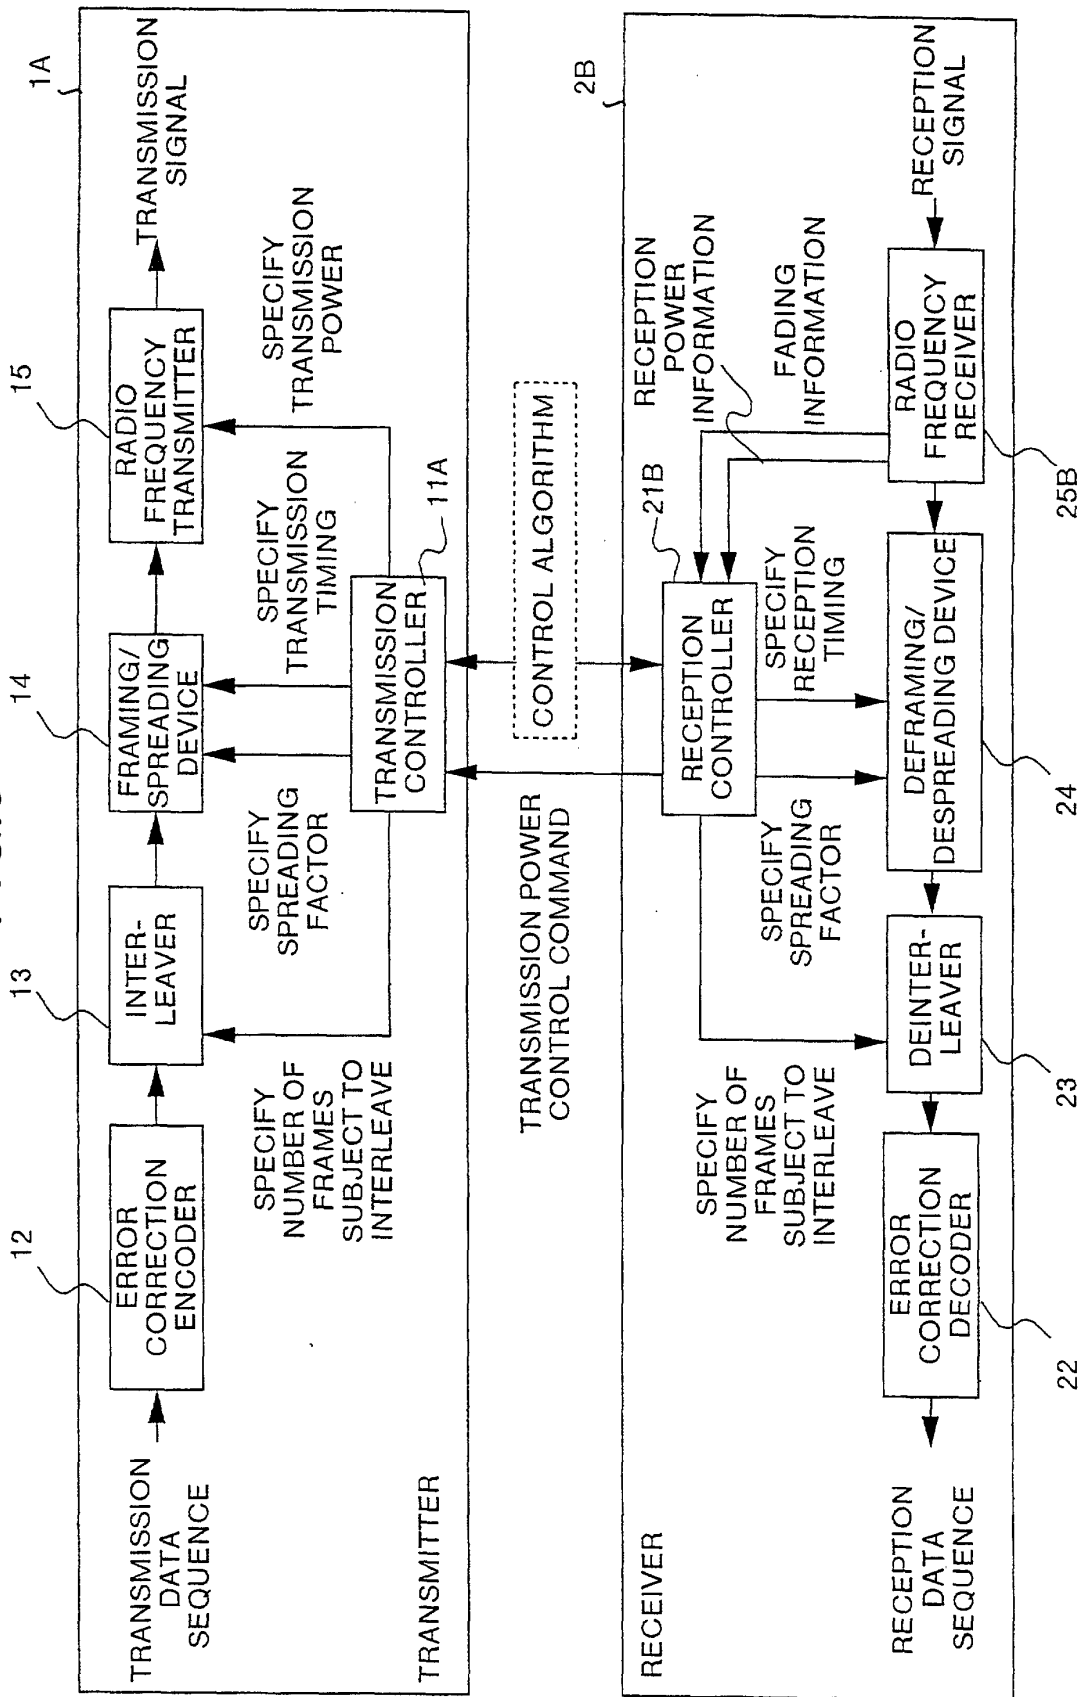 1A
TRANSMISSION
SIGNAL
15
RADIO
FREQUENCY
TRANSMITTER
SPECIFY
TRANSMISSION
POWER
14
FRAMING/
SPREADING
DEVICE
SPECIFY
TRANSMISSION
TIMING
11A
TRANSMISSION
CONTROLLER
SPECIFY
SPREADING
FACTOR
13
INTER-
LEAVER
SPECIFY
NUMBER OF
FRAMES
SUBJECT TO
INTERLEAVE
12
ERROR
CORRECTION
ENCODER
TRANSMISSION
DATA
SEQUENCE
TRANSMITTER
CONTROL ALGORITHM
TRANSMISSION POWER
CONTROL COMMAND
2B
RECEPTION
SIGNAL
RECEPTION
POWER
INFORMATION
FADING
INFORMATION
RADIO
FREQUENCY
RECEIVER
25B
21B
RECEPTION
CONTROLLER
SPECIFY
RECEPTION
TIMING
SPECIFY
SPREADING
FACTOR
DEFRAMING/
DESPREADING DEVICE
24
SPECIFY
NUMBER OF
FRAMES
SUBJECT TO
INTERLEAVE
DEINTER-
LEAVER
23
ERROR
CORRECTION
DECODER
22
RECEPTION
DATA
SEQUENCE
RECEIVER